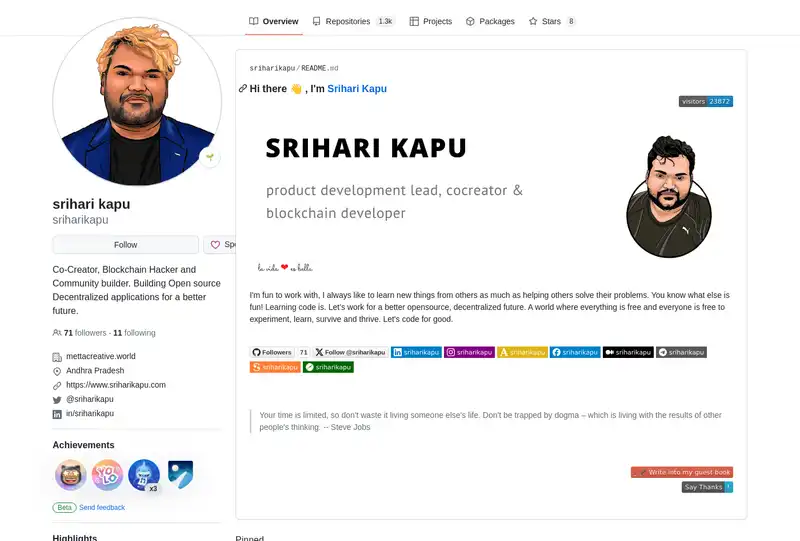 Overview Repositories 1.3k Projects Packages Stars 8
srihari kapu
sriharikapu
Follow
Spo
Co-Creator, Blockchain Hacker and
Community builder. Building Open source
Decentralized applications for a better
future.
71 followers · 11 following
mettacreative.world
Andhra Pradesh
https://www.sriharikapu.com
@sriharikapu
in/sriharikapu
Achievements
YOLO
x3
Beta Send feedback
Highlights
sriharikapu/README.md
Hi there 👋 , I'm Srihari Kapu
visitors 23872
SRIHARI KAPU
product development lead, cocreator &
blockchain developer
la vida ❤ es bella
I'm fun to work with, I always like to learn new things from others as much as helping others solve their problems. You know what else is
fun! Learning code is. Let's work for a better opensource, decentralized future. A world where everything is free and everyone is free to
experiment, learn, survive and thrive. Let's code for good.
Followers 71 Follow @sriharikapu sriharikapu sriharikapu sriharikapu sriharikapu sriharikapu sriharikapu
sriharikapu sriharikapu
Your time is limited, so don't waste it living someone else's life. Don't be trapped by dogma – which is living with the results of other
people's thinking. -- Steve Jobs
Write into my guest book
Say Thanks !
Pinned